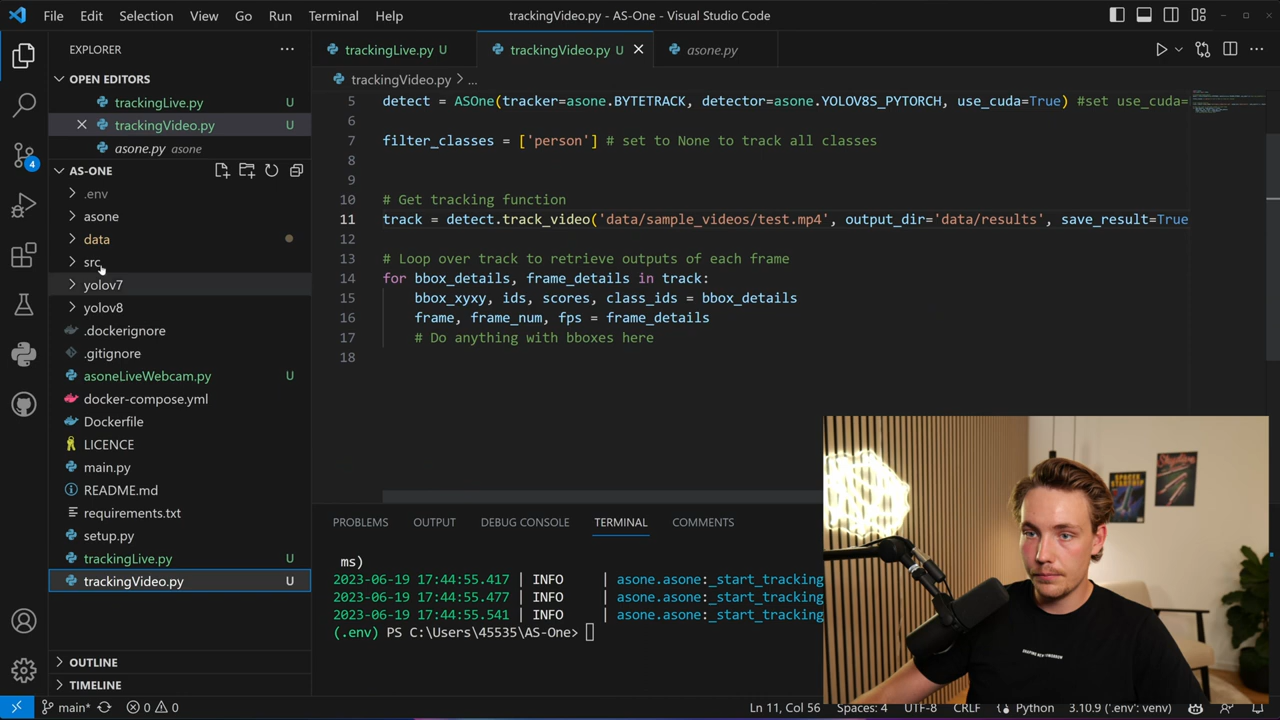 File Edit Selection View Go Run Terminal Help
trackingVideo.py - AS-One - Visual Studio Code
EXPLORER
OPEN EDITORS
trackingLive.py U
trackingVideo.py U
asone.py asone
AS-ONE
.env
asone
data
src
yolov7
yolov8
.dockerignore
.gitignore
asoneLiveWebcam.py U
docker-compose.yml
Dockerfile
LICENCE
main.py
README.md
requirements.txt
setup.py
trackingLive.py U
trackingVideo.py U
OUTLINE
TIMELINE
4
trackingLive.py U
trackingVideo.py U
asone.py
trackingVideo.py > ...
5 detect = ASOne(tracker=asone.BYTETRACK, detector=asone.YOLOV8S_PYTORCH, use_cuda=True) #set use_cuda=
6
7 filter_classes = ['person'] # set to None to track all classes
8
9
10 # Get tracking function
11 track = detect.track_video('data/sample_videos/test.mp4', output_dir='data/results', save_result=True
12
13 # Loop over track to retrieve outputs of each frame
14 for bbox_details, frame_details in track:
15 bbox_xyxy, ids, scores, class_ids = bbox_details
16 frame, frame_num, fps = frame_details
17 # Do anything with bboxes here
18
PROBLEMS OUTPUT DEBUG CONSOLE TERMINAL COMMENTS
ms)
2023-06-19 17:44:55.417 | INFO | asone.asone:_start_tracking
2023-06-19 17:44:55.477 | INFO | asone.asone:_start_tracking
2023-06-19 17:44:55.541 | INFO | asone.asone:_start_tracking
(.env) PS C:\Users\45535\AS-One>
main* 0 0
Ln 11, Col 56 Spaces: 4 UTF-8 CRLF Python 3.10.9 ('.env': venv)